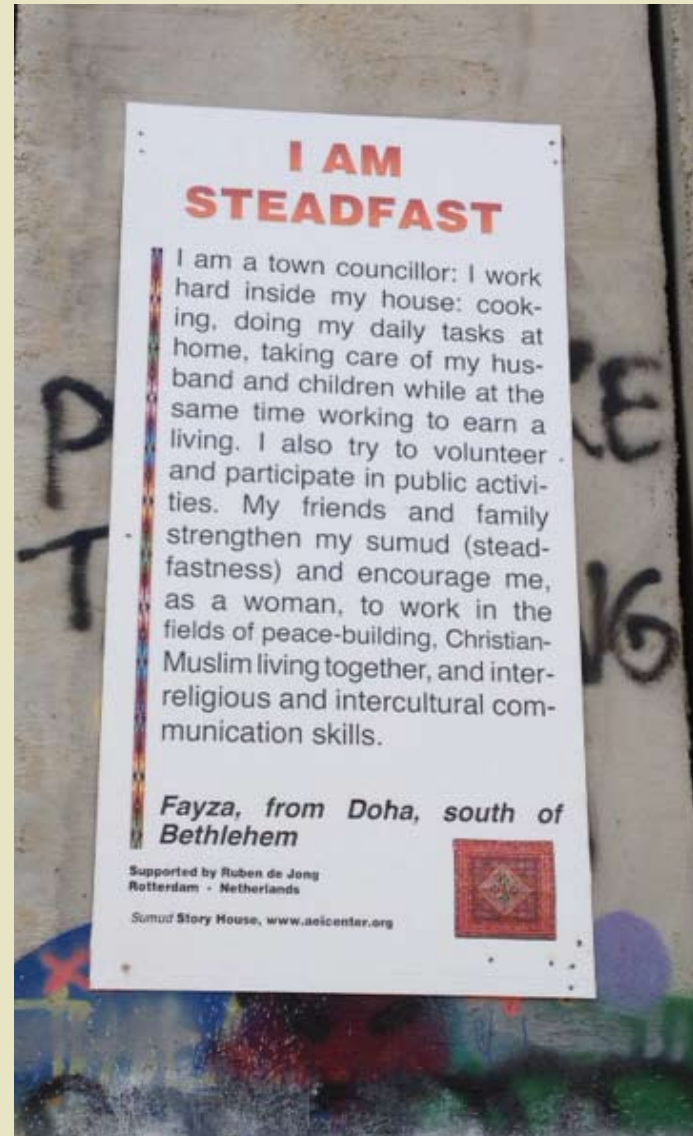 I AM
STEADFAST
I am a town councillor: I work
hard inside my house: cook-
ing, doing my daily tasks at
home, taking care of my hus-
band and children while at the
same time working to earn a
living. I also try to volunteer
and participate in public activi-
ties. My friends and family
strengthen my sumud (stead-
fastness) and encourage me,
as a woman, to work in the
fields of peace-building, Christian-
Muslim living together, and inter-
religious and intercultural com-
munication skills.
Fayza, from Doha, south of
Bethlehem
Supported by Ruben de Jong
Rotterdam - Netherlands
Sumud Story House, www.aeicenter.org